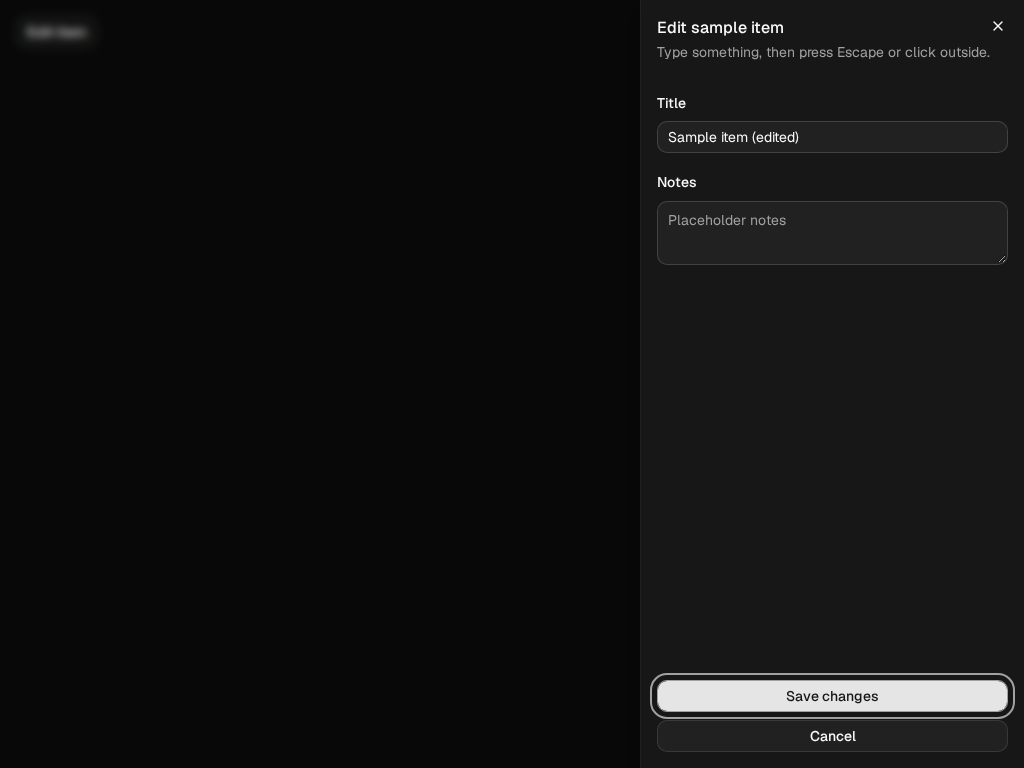 Edit sample item
Type something, then press Escape or click outside.
Title
Sample item (edited)
Notes
Placeholder notes
Save changes
Cancel